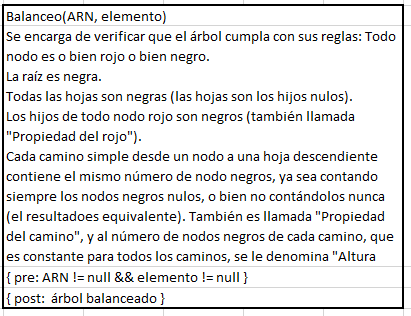 Balanceo(ARN, elemento)
Se encarga de verificar que el árbol cumpla con sus reglas: Todo
nodo es o bien rojo o bien negro.
La raíz es negra.
Todas las hojas son negras (las hojas son los hijos nulos).
Los hijos de todo nodo rojo son negros (también llamada
"Propiedad del rojo").
Cada camino simple desde un nodo a una hoja descendiente
contiene el mismo número de nodos negros, ya sea contando
siempre los nodos negros nulos, o bien no contándolos nunca
(el resultadoes equivalente). También es llamada "Propiedad
del camino", y al número de nodos negros de cada camino, que
es constante para todos los caminos, se le denomina "Altura
{ pre: ARN != null && elemento != null }
{ post:  árbol balanceado }